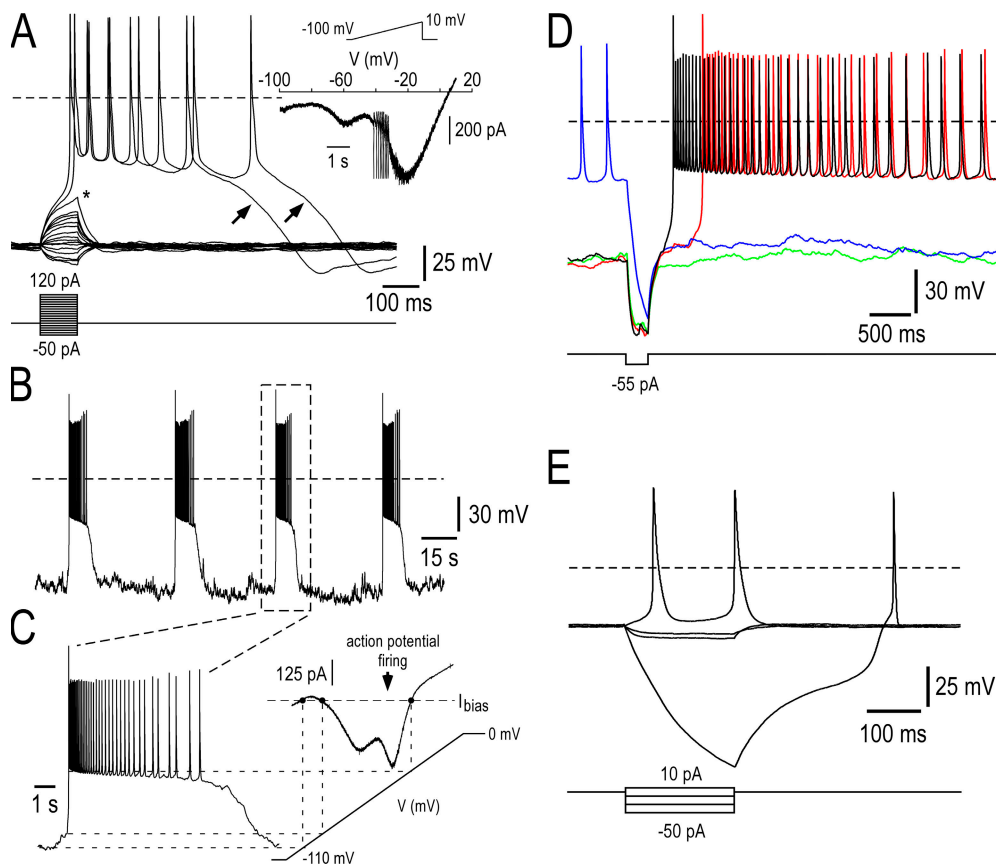 A
-100 mV
10 mV
V (mV)
-100 -60 -20 20
200 pA
1 s
*
25 mV
100 ms
120 pA
-50 pA
B
30 mV
15 s
C
action potential
firing
125 pA
Ibias
0 mV
V (mV)
-110 mV
1 s
D
30 mV
500 ms
-55 pA
E
25 mV
100 ms
10 pA
-50 pA